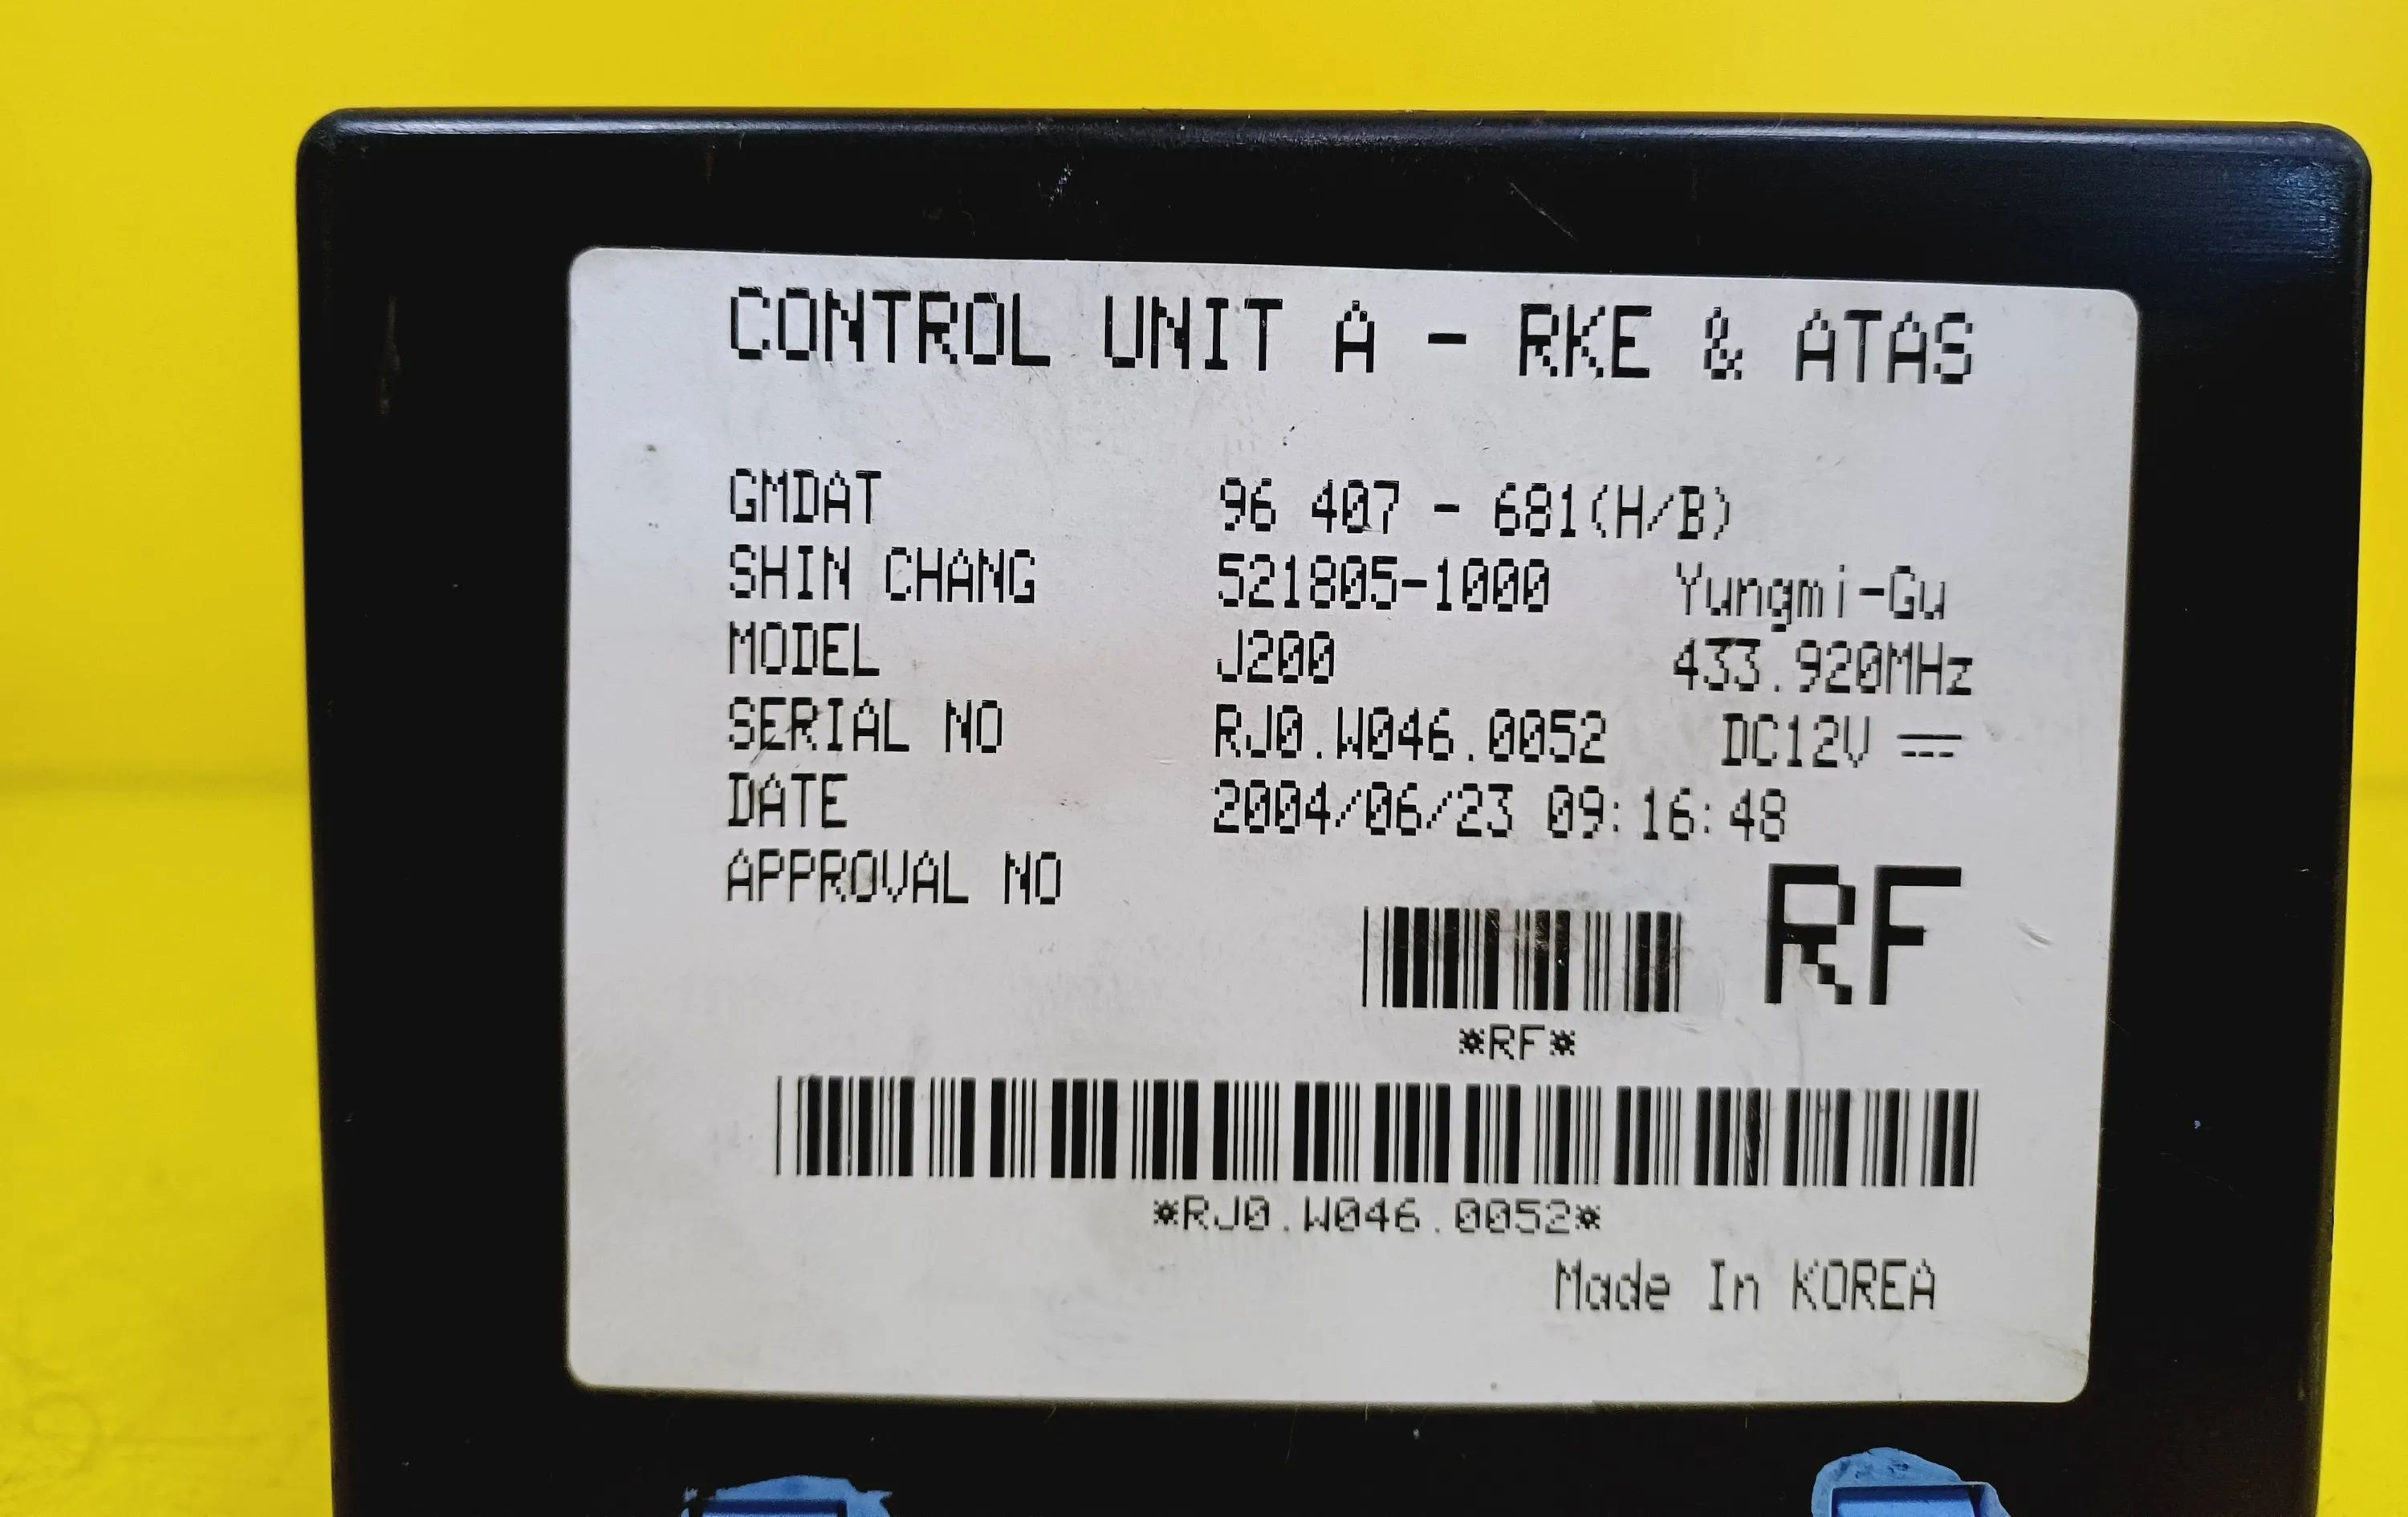 CONTROL UNIT A - RKE & ATAS
GMDAT 96 407 - 681(H/B)
SHIN CHANG 521805-1000 Yungmi-Gu
MODEL J200 433.920MHz
SERIAL NO RJ0.W046.0052 DC12V
DATE 2004/06/23 09:16:48
APPROVAL NO
RF
*RF*
*RJ0.W046.0052*
Made In KOREA